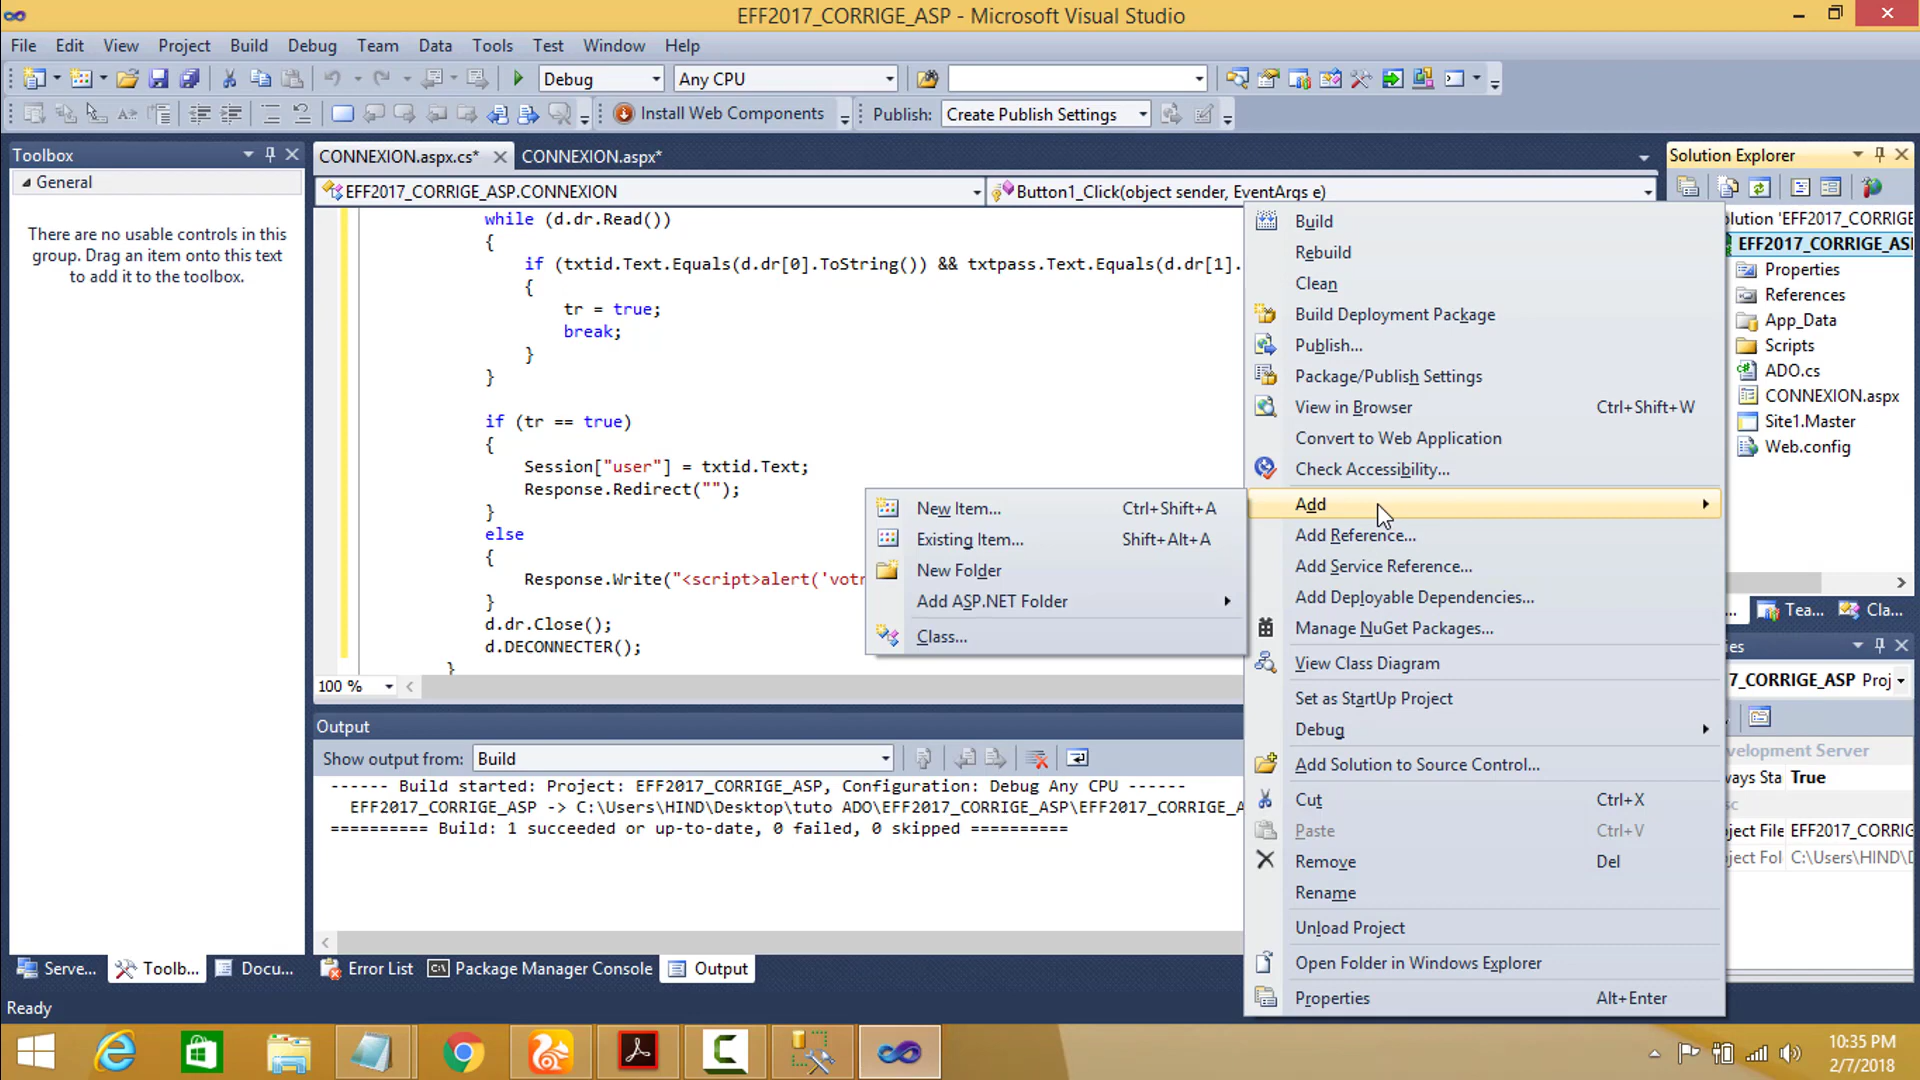 EFF2017_CORRIGE_ASP - Microsoft Visual Studio
File Edit View Project Build Debug Team Data Tools Test Window Help
Debug Any CPU
Install Web Components Publish: Create Publish Settings
Toolbox
General
There are no usable controls in this
group. Drag an item onto this text
to add it to the toolbox.
CONNEXION.aspx.cs* CONNEXION.aspx*
EFF2017_CORRIGE_ASP.CONNEXION Button1_Click(object sender, EventArgs e)
while (d.dr.Read())
{
if (txtid.Text.Equals(d.dr[0].ToString()) && txtpass.Text.Equals(d.dr[1].
{
tr = true;
break;
}
}
if (tr == true)
{
Session["user"] = txtid.Text;
Response.Redirect("");
}
else
{
Response.Write("<script>alert('votr
}
d.dr.Close();
d.DECONNECTER();
}
100 %
New Item... Ctrl+Shift+A
Existing Item... Shift+Alt+A
New Folder
Add ASP.NET Folder
Class...
Build
Rebuild
Clean
Build Deployment Package
Publish...
Package/Publish Settings
View in Browser Ctrl+Shift+W
Convert to Web Application
Check Accessibility...
Add
Add Reference...
Add Service Reference...
Add Deployable Dependencies...
Manage NuGet Packages...
View Class Diagram
Set as StartUp Project
Debug
Add Solution to Source Control...
Cut Ctrl+X
Paste Ctrl+V
Remove Del
Rename
Unload Project
Open Folder in Windows Explorer
Properties Alt+Enter
Solution Explorer
olution 'EFF2017_CORRIGE
EFF2017_CORRIGE_ASP
Properties
References
App_Data
Scripts
ADO.cs
CONNEXION.aspx
Site1.Master
Web.config
Tea... Cla...
ies
7_CORRIGE_ASP Proj
velopment Server
ways Sta True
sc
ject File EFF2017_CORRIG
ject Fol C:\Users\HIND\D
Output
Show output from: Build
------ Build started: Project: EFF2017_CORRIGE_ASP, Configuration: Debug Any CPU ------
EFF2017_CORRIGE_ASP -> C:\Users\HIND\Desktop\tuto ADO\EFF2017_CORRIGE_ASP\EFF2017_CORRIGE_A
========== Build: 1 succeeded or up-to-date, 0 failed, 0 skipped ==========
Serve... Toolb... Docu... Error List Package Manager Console Output
Ready
10:35 PM
2/7/2018